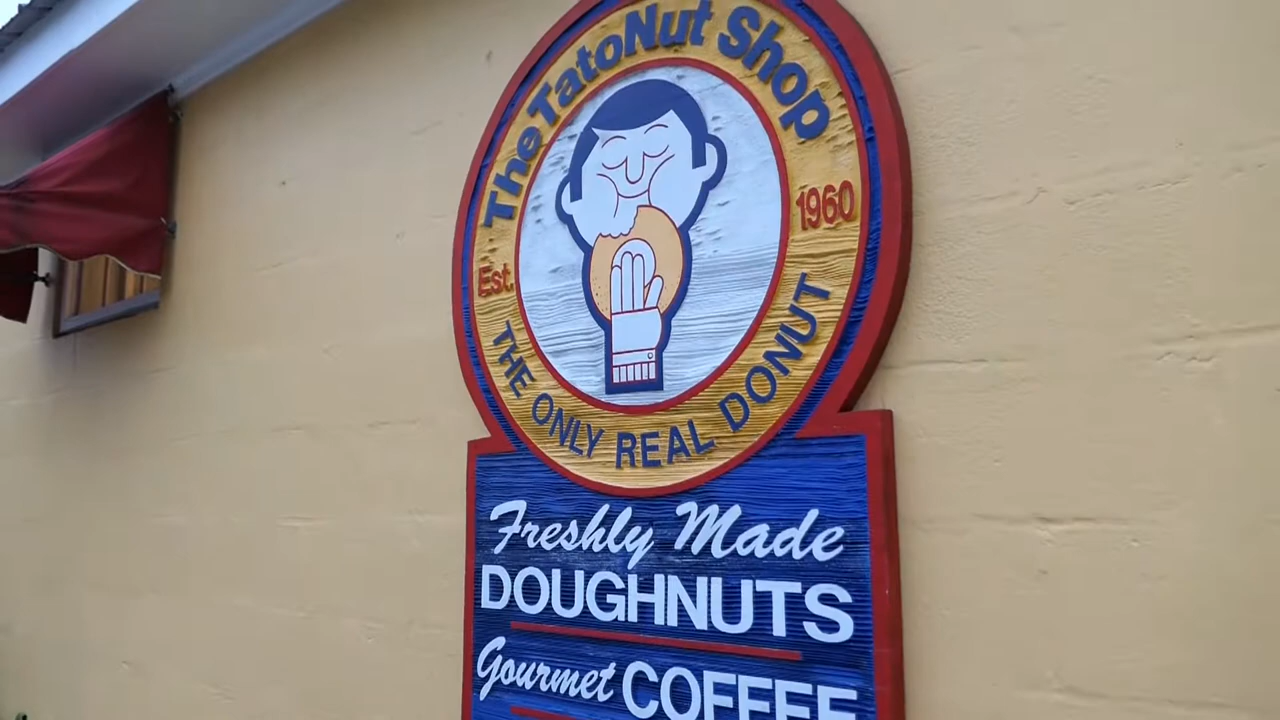 The TatoNut Shop
Est. 1960
THE ONLY REAL DONUT
Freshly Made
DOUGHNUTS
Gourmet COFFEE